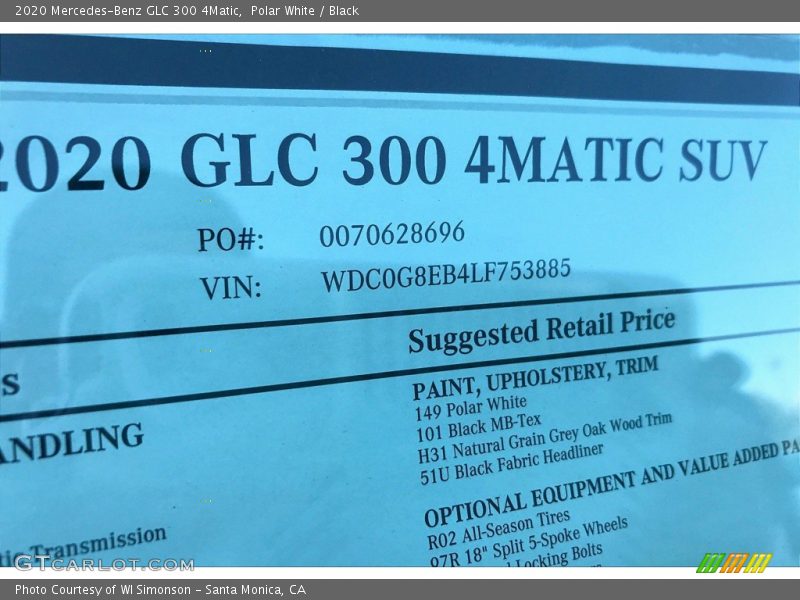 2020 Mercedes-Benz GLC 300 4Matic, Polar White / Black
2020 GLC 300 4MATIC SUV
PO#: 0070628696
VIN: WDC0G8EB4LF753885
Suggested Retail Price
S
ANDLING
PAINT, UPHOLSTERY, TRIM
149 Polar White
101 Black MB-Tex
H31 Natural Grain Grey Oak Wood Trim
51U Black Fabric Headliner
OPTIONAL EQUIPMENT AND VALUE ADDED PA
R02 All-Season Tires
07R 18" Split 5-Spoke Wheels
Locking Bolts
tic Transmission
GTCARLOT.COM
Photo Courtesy of WI Simonson - Santa Monica, CA